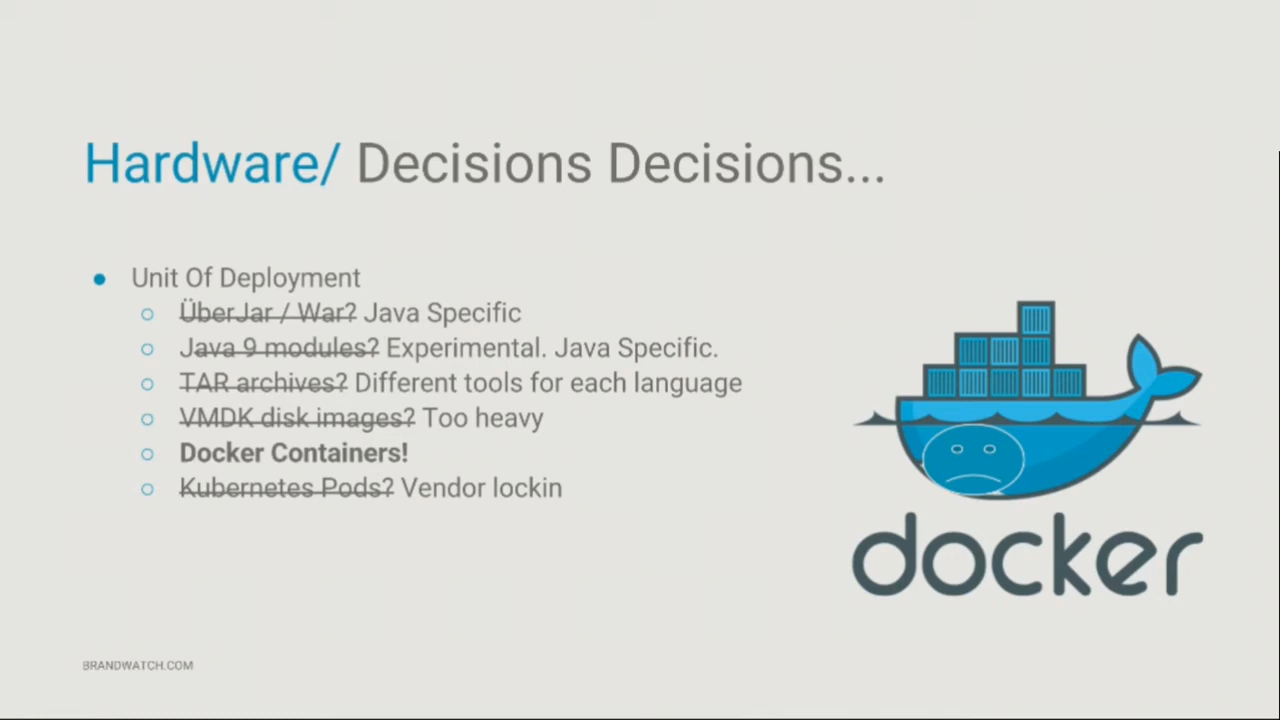 Hardware/ Decisions Decisions...
Unit Of Deployment
ÜberJar / War? Java Specific
Java 9 modules? Experimental. Java Specific.
TAR archives? Different tools for each language
VMDK disk images? Too heavy
Docker Containers!
Kubernetes Pods? Vendor lockin
docker
BRANDWATCH.COM